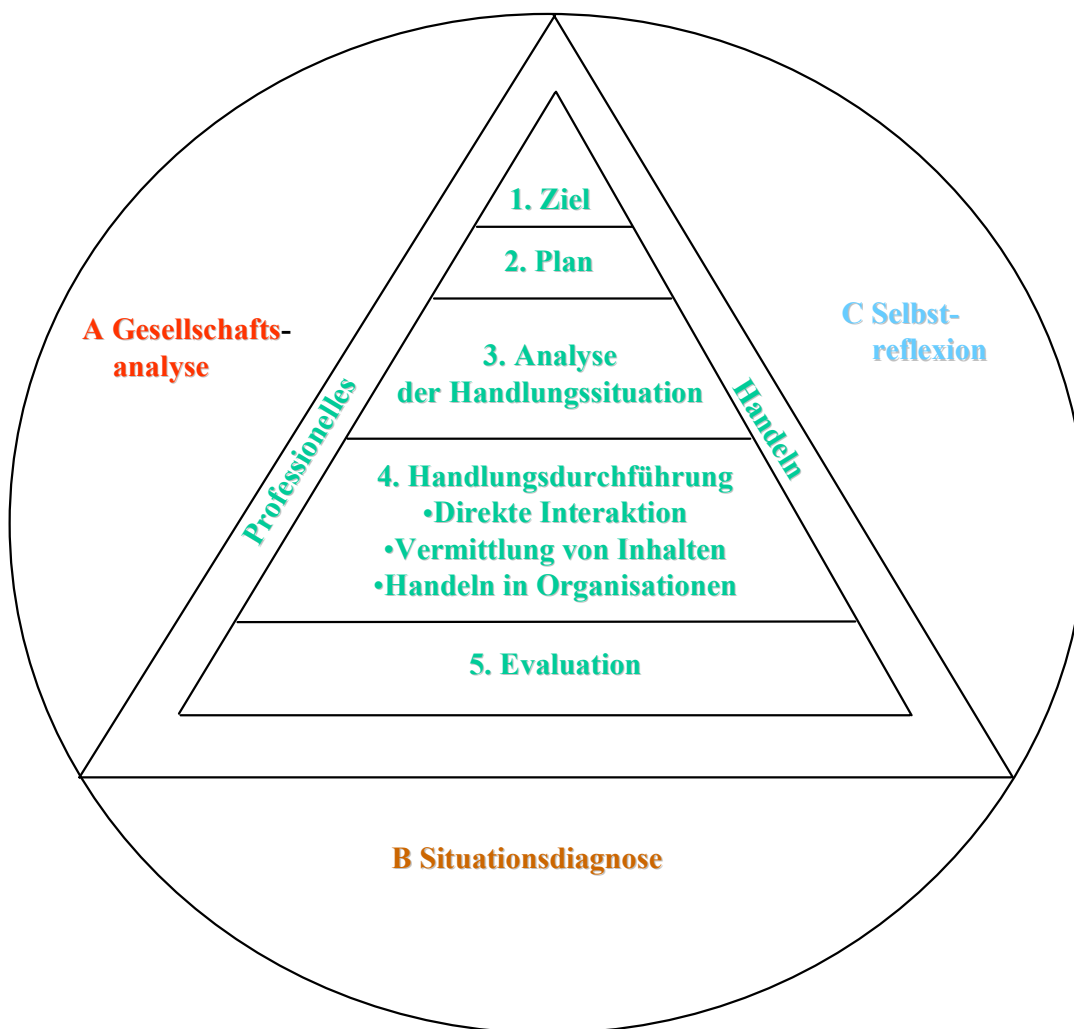 1. Ziel
2. Plan
A Gesellschafts-
analyse
C Selbst-
reflexion
3. Analyse
der Handlungssituation
Professionelles
Handeln
4. Handlungsdurchführung
•Direkte Interaktion
•Vermittlung von Inhalten
•Handeln in Organisationen
5. Evaluation
B Situationsdiagnose